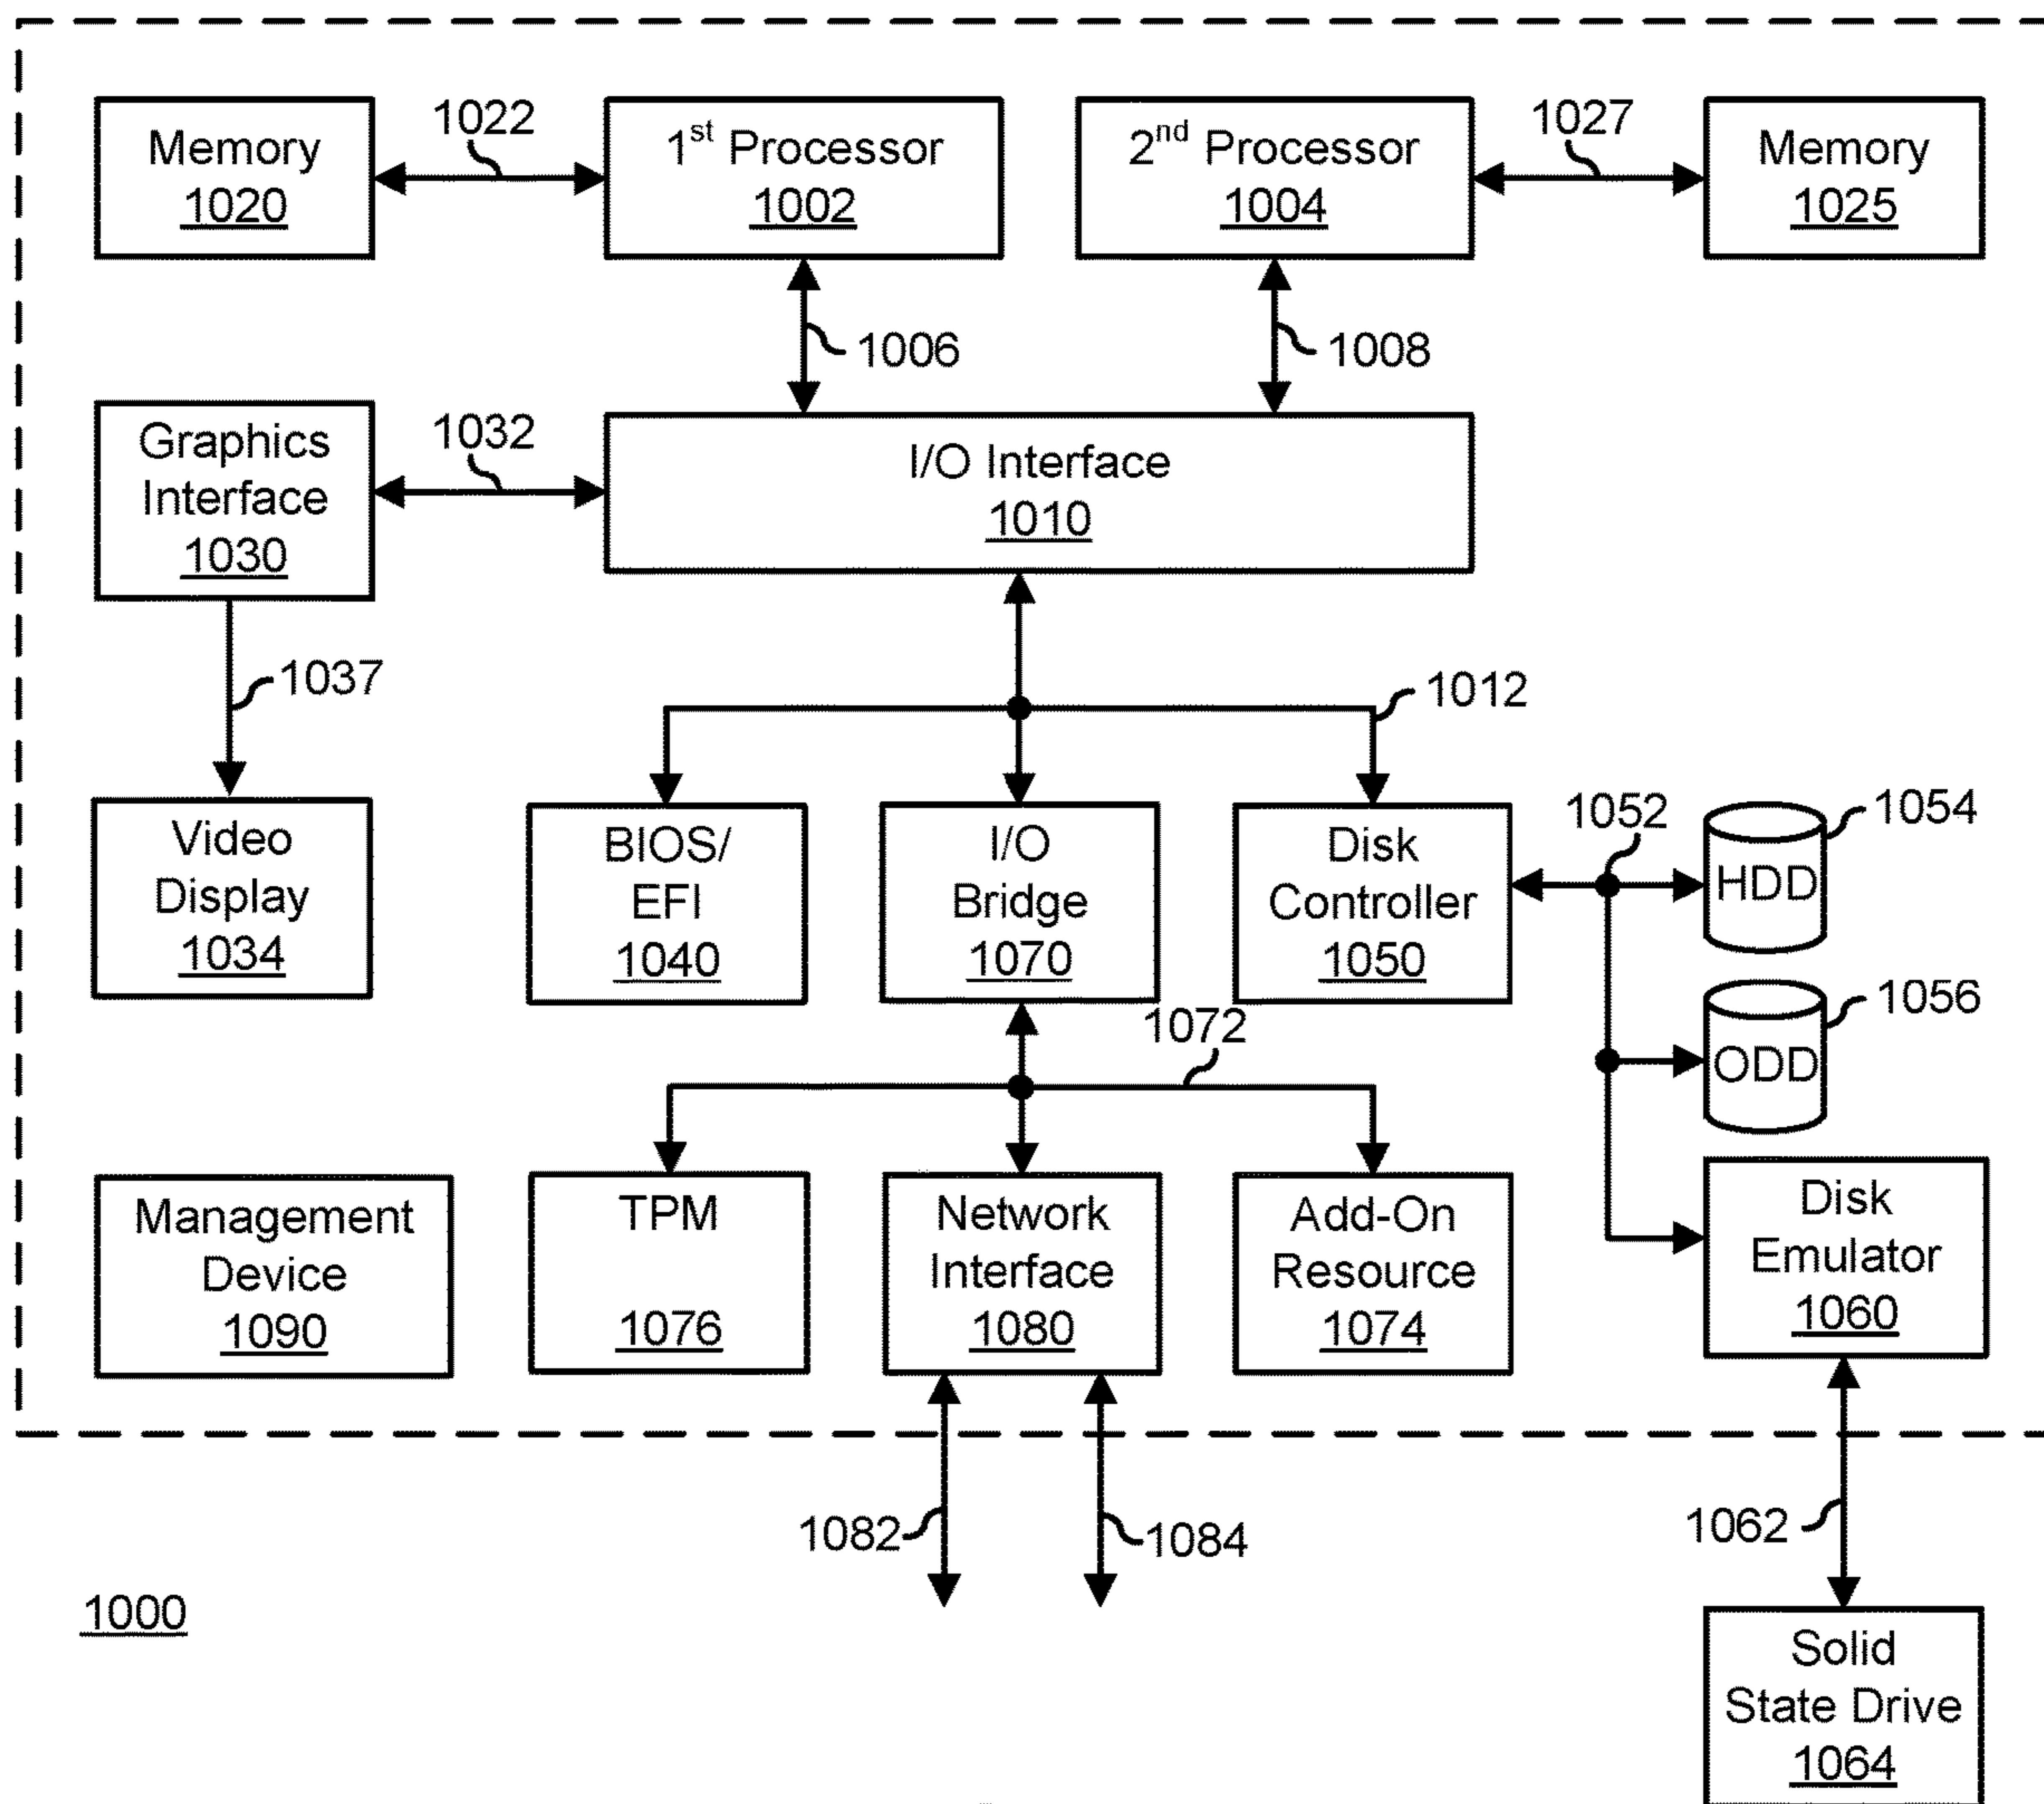 Memory
1020
1022
1st Processor
1002
2nd Processor
1004
1027
Memory
1025
1006
1008
Graphics
Interface
1030
1032
I/O Interface
1010
1037
1012
Video
Display
1034
BIOS/
EFI
1040
I/O
Bridge
1070
Disk
Controller
1050
1052
HDD
1054
ODD
1056
1072
Management
Device
1090
TPM
1076
Network
Interface
1080
Add-On
Resource
1074
Disk
Emulator
1060
1082
1084
1062
1000
Solid
State Drive
1064